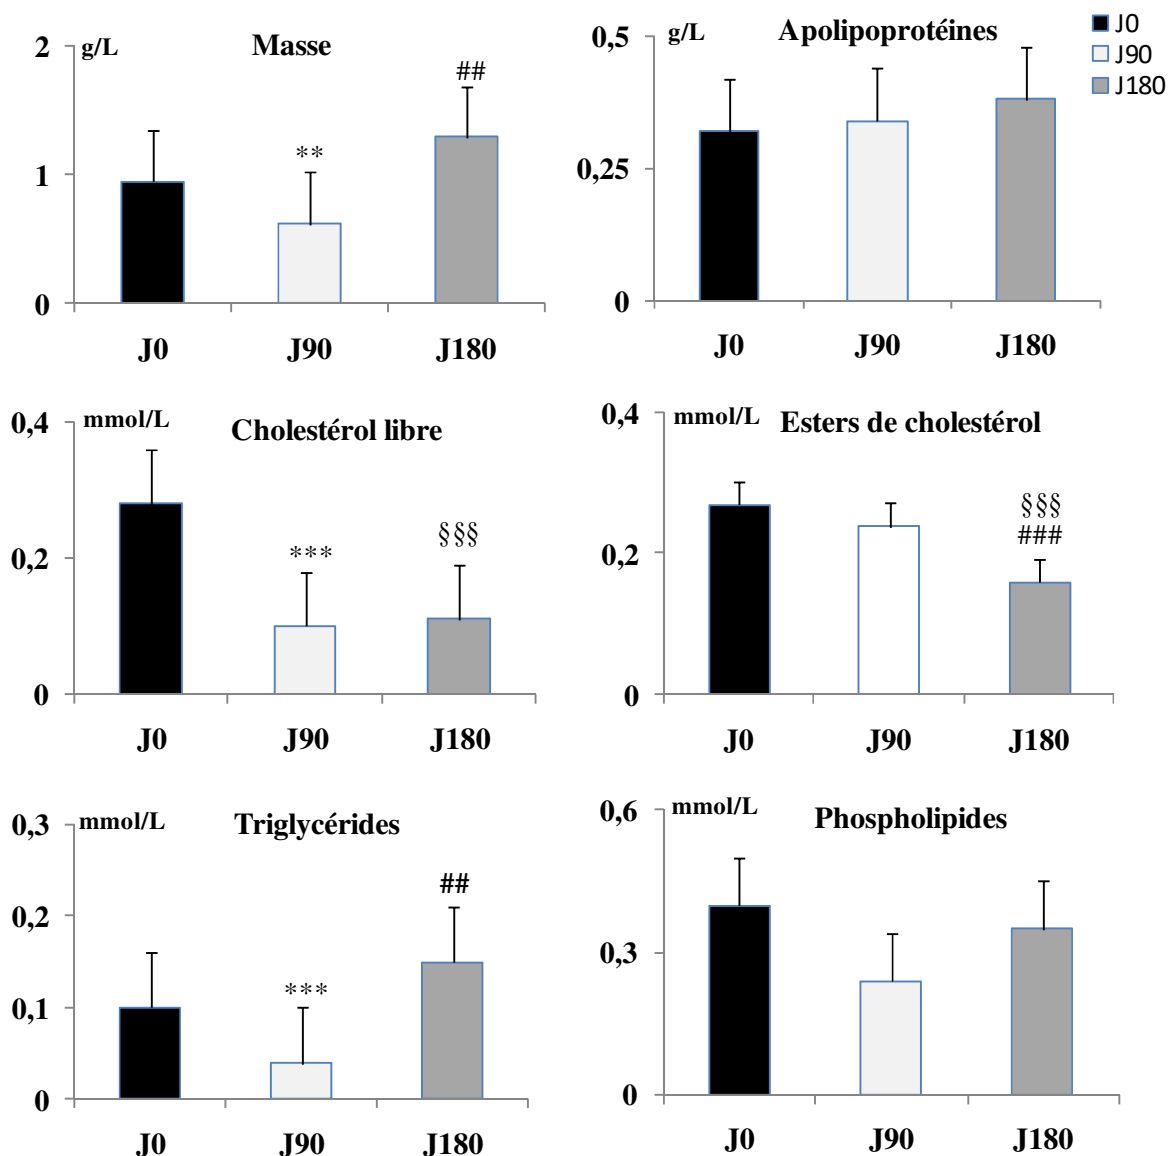 g/L
Masse
2
##
**
1
0
J0 J90 J180
g/L
Apolipoprotéines
0,5
0,25
0
J0 J90 J180
J0
J90
J180
mmol/L
Cholestérol libre
0,4
***
§§§
0,2
0
J0 J90 J180
mmol/L
Esters de cholestérol
0,4
§§§
###
0,2
0
J0 J90 J180
mmol/L
Triglycérides
0,3
##
0,2
***
0,1
0
J0 J90 J180
mmol/L
Phospholipides
0,6
0,3
0
J0 J90 J180